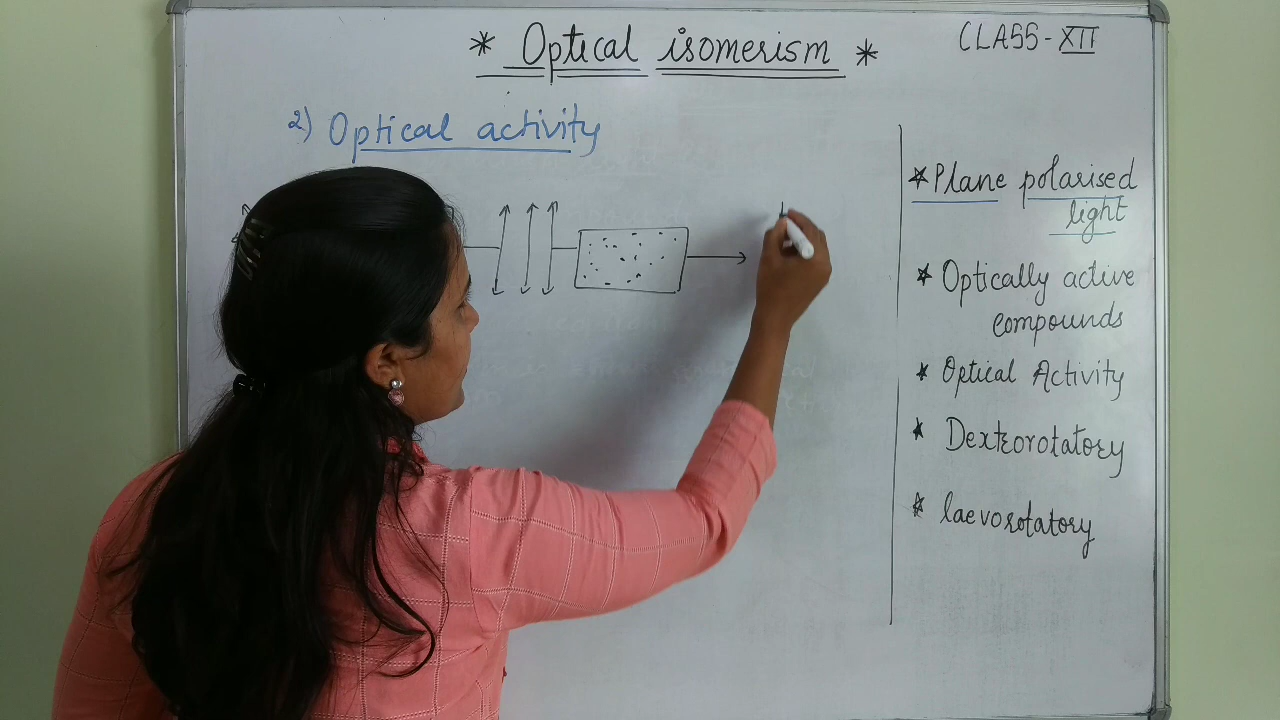 * Optical isomerism *
CLASS - XII
2) Optical activity
* Plane polarised
light
* Optically active
compounds
* Optical Activity
* Dextrorotatory
* laevorotatory